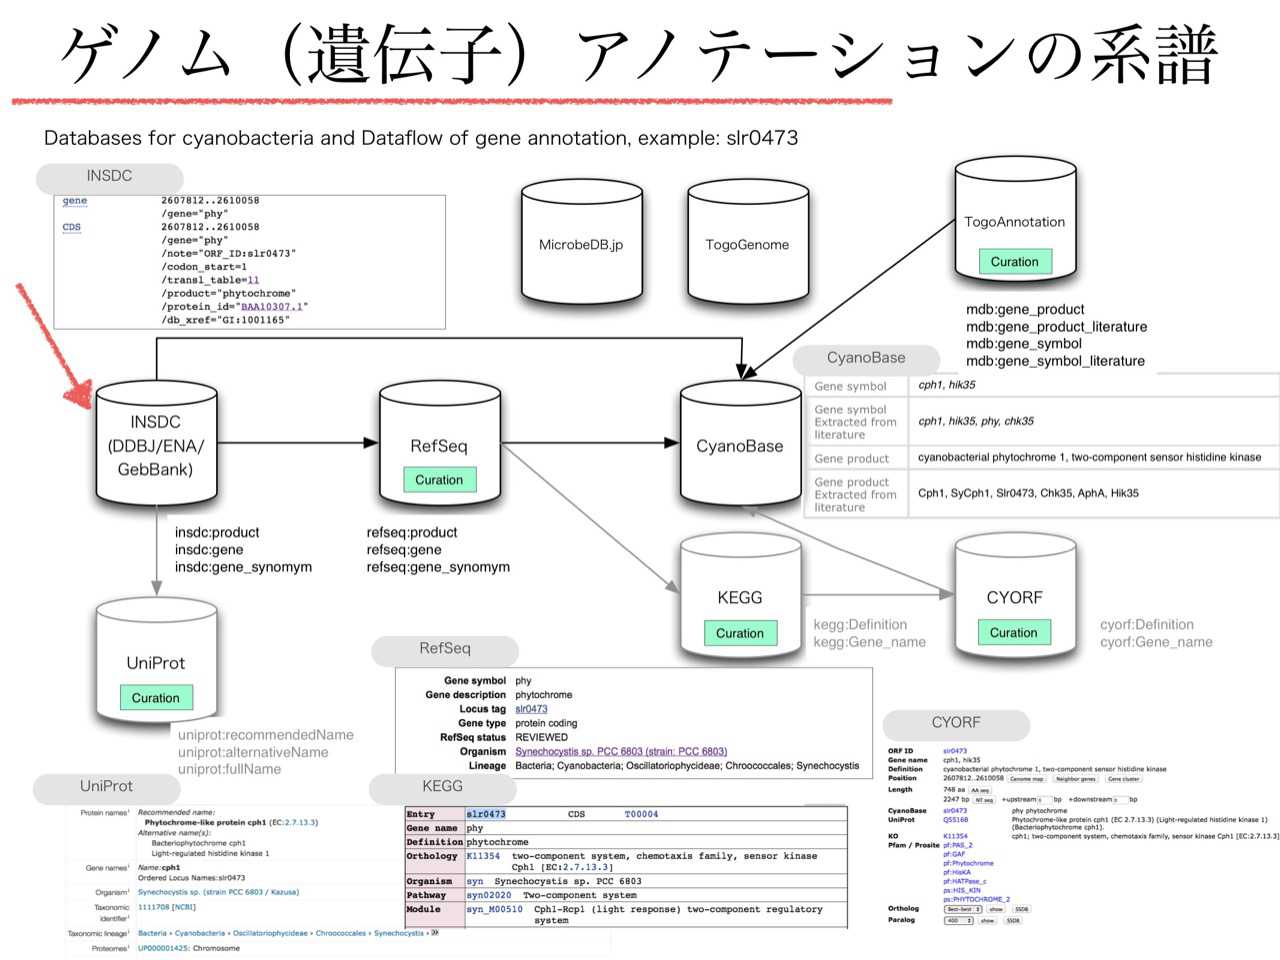 ゲノム（遺伝子）アノテーションの系譜
Databases for cyanobacteria and Dataflow of gene annotation, example: slr0473
INSDC
gene 2607812..2610058
/gene="phy"
CDS 2607812..2610058
/gene="phy"
/note="ORF_ID:slr0473"
/codon_start=1
/transl_table=11
/product="phytochrome"
/protein_id="BAA10307.1"
/db_xref="GI:1001165"
MicrobeDB.jp
TogoGenome
TogoAnnotation
Curation
mdb:gene_product
mdb:gene_product_literature
mdb:gene_symbol
mdb:gene_symbol_literature
CyanoBase
Gene symbol cph1, hik35
Gene symbol
Extracted from
literature
cph1, hik35, phy, chk35
Gene product cyanobacterial phytochrome 1, two-component sensor histidine kinase
Gene product
Extracted from
literature
Cph1, SyCph1, Slr0473, Chk35, AphA, Hik35
INSDC
(DDBJ/ENA/
GebBank)
RefSeq
Curation
CyanoBase
insdc:product
insdc:gene
insdc:gene_synomym
refseq:product
refseq:gene
refseq:gene_synomym
KEGG
Curation
kegg:Definition
kegg:Gene_name
CYORF
Curation
cyorf:Definition
cyorf:Gene_name
UniProt
Curation
uniprot:recommendedName
uniprot:alternativeName
uniprot:fullName
RefSeq
Gene symbol phy
Gene description phytochrome
Locus tag slr0473
Gene type protein coding
RefSeq status REVIEWED
Organism Synechocystis sp. PCC 6803 (strain: PCC 6803)
Lineage Bacteria; Cyanobacteria; Oscillatoriophycideae; Chroococcales; Synechocystis
UniProt
Protein names¹ Recommended name:
Phytochrome-like protein cph1 (EC:2.7.13.3)
Alternative name(s):
Bacteriophytochrome cph1
Light-regulated histidine kinase 1
Gene names¹ Name:cph1
Ordered Locus Names:slr0473
Organism¹ Synechocystis sp. (strain PCC 6803 / Kazusa)
Taxonomic
identifier¹
1111708 [NCBI]
Taxonomic lineage¹ Bacteria › Cyanobacteria › Oscillatoriophycideae › Chroococcales › Synechocystis ›
Proteomes¹ UP000001425: Chromosome
KEGG
Entry slr0473 CDS T00004
Gene name phy
Definition phytochrome
Orthology K11354 two-component system, chemotaxis family, sensor kinase
Cph1 [EC:2.7.13.3]
Organism syn Synechocystis sp. PCC 6803
Pathway syn02020 Two-component system
Module syn_M00510 Cph1-Rcp1 (light response) two-component regulatory
system
CYORF
ORF ID slr0473
Gene name cph1, hik35
Definition cyanobacterial phytochrome 1, two-component sensor histidine kinase
Position 2607812..2610058 Genome map Neighbor genes Gene cluster
Length 748 aa AA seq
2247 bp NT seq +upstream 0 bp +downstream 0 bp
CyanoBase slr0473 phy phytochrome
UniProt Q55168 Phytochrome-like protein cph1 (EC 2.7.13.3) (Light-regulated histidine kinase 1)
(Bacteriophytochrome cph1).
KO K11354 cph1; two-component system, chemotaxis family, sensor kinase Cph1 [EC:2.7.13.3]
Pfam / Prosite pf:PAS_2
pf:GAF
pf:Phytochrome
pf:HisKA
pf:HATPase_c
ps:HIS_KIN
ps:PHYTOCHROME_2
Ortholog Best-best show SSDB
Paralog 400 show SSDB